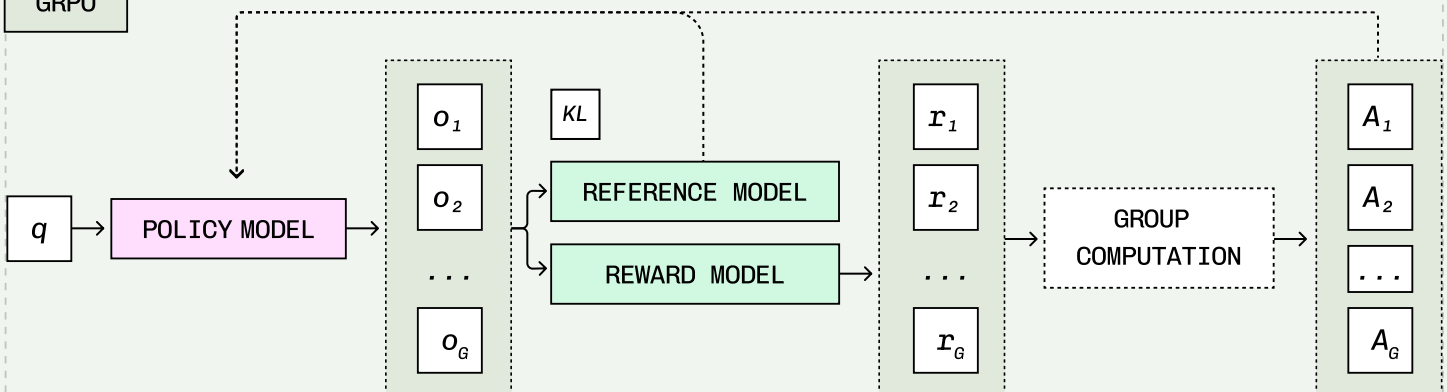 GRPO
q
POLICY MODEL
o1
o2
...
oG
KL
REFERENCE MODEL
REWARD MODEL
r1
r2
...
rG
GROUP
COMPUTATION
A1
A2
...
AG